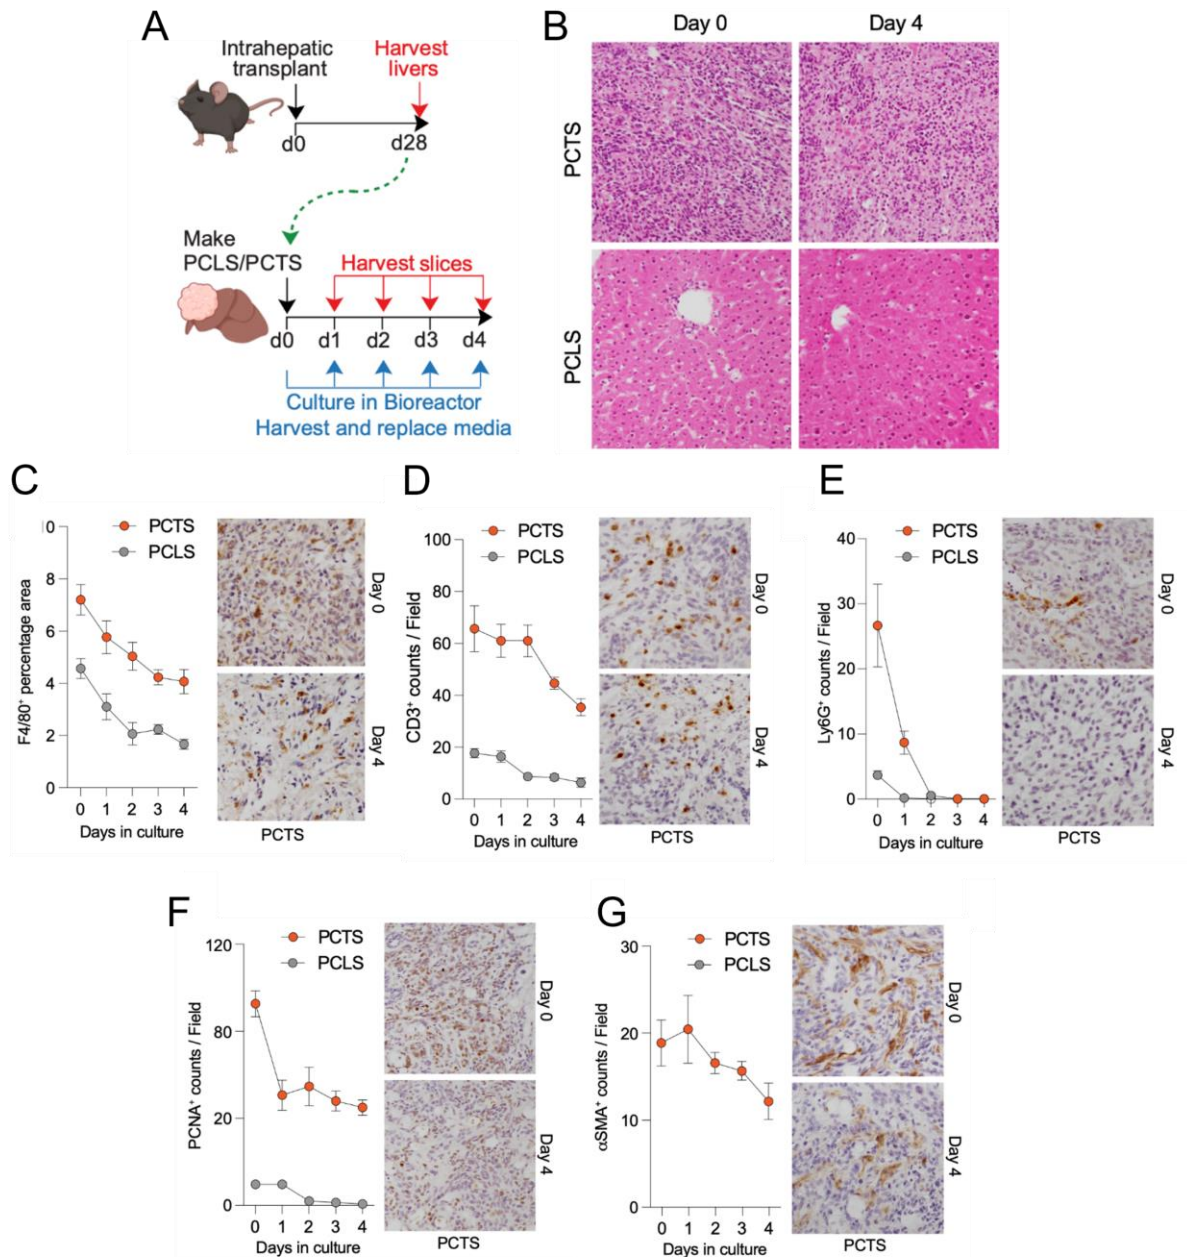 A
Intrahepatic
transplant
Harvest
livers
d0
d28
Make
PCLS/PCTS
Harvest slices
d0 d1 d2 d3 d4
Culture in Bioreactor
Harvest and replace media
B
Day 0
Day 4
PCTS
PCLS
C
PCTS
PCLS
F4/80⁺ percentage area
0
8
6
4
2
0
0 1 2 3 4
Days in culture
Day 0
Day 4
PCTS
D
PCTS
PCLS
CD3⁺ counts / Field
100
80
60
40
20
0
0 1 2 3 4
Days in culture
Day 0
Day 4
PCTS
E
PCTS
PCLS
Ly6G⁺ counts / Field
40
30
20
10
0
0 1 2 3 4
Days in culture
Day 0
Day 4
PCTS
F
PCTS
PCLS
PCNA⁺ counts / Field
120
80
20
0
0 1 2 3 4
Days in culture
Day 0
Day 4
PCTS
G
PCTS
PCLS
αSMA⁺ counts / Field
30
20
10
0
0 1 2 3 4
Days in culture
Day 0
Day 4
PCTS